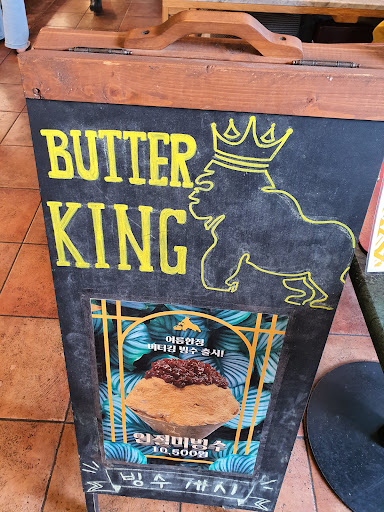 BUTTER
KING
여름한정
버터킹 빙수 출시!
인절미빙수
10,500원
빙수 개시